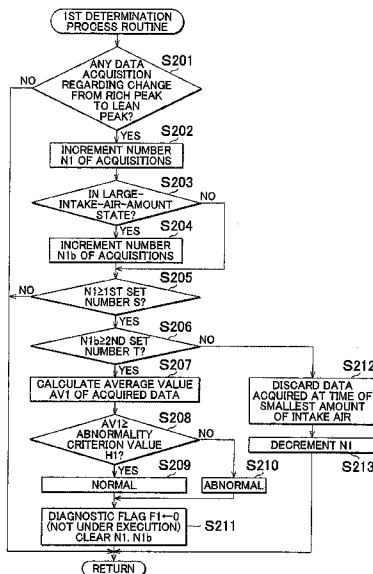 1ST DETERMINATION
PROCESS ROUTINE
S201
ANY DATA
ACQUISITION
REGARDING CHANGE
FROM RICH PEAK
TO LEAN
PEAK?
NO
YES
S202
INCREMENT NUMBER
N1 OF ACQUISITIONS
S203
IN LARGE-
INTAKE-AIR-AMOUNT
STATE?
NO
YES
S204
INCREMENT NUMBER
N1b OF ACQUISITIONS
S205
N1≥1ST SET
NUMBER S?
NO
YES
S206
N1b≥2ND SET
NUMBER T?
NO
YES
S207
CALCULATE AVERAGE VALUE
AV1 OF ACQUIRED DATA
S212
DISCARD DATA
ACQUIRED AT TIME OF
SMALLEST AMOUNT
OF INTAKE AIR
S208
AV1≥
ABNORMALITY
CRITERION VALUE
H1?
NO
DECREMENT N1
S213
YES
S209
NORMAL
S210
ABNORMAL
S211
DIAGNOSTIC FLAG F1←0
(NOT UNDER EXECUTION)
CLEAR N1, N1b
RETURN